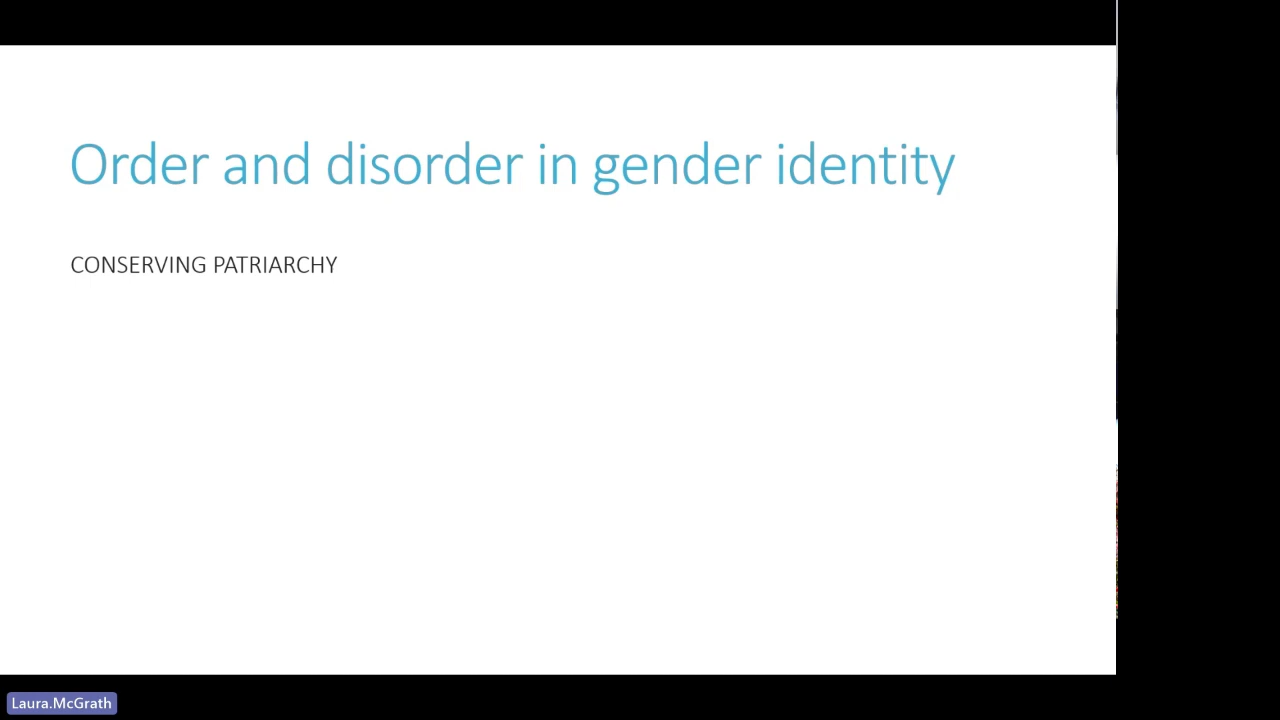 Order and disorder in gender identity
CONSERVING PATRIARCHY
Laura.McGrath